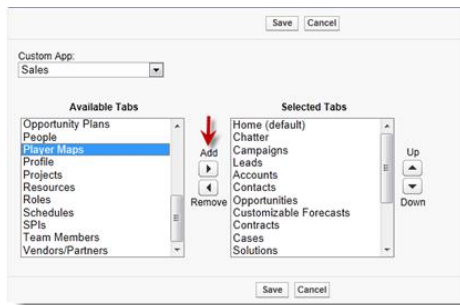 Save Cancel
Custom App:
Sales
Available Tabs
Opportunity Plans
People
Player Maps
Profile
Projects
Resources
Roles
Schedules
SPIs
Team Members
Vendors/Partners
Add
Remove
Selected Tabs
Home (default)
Chatter
Campaigns
Leads
Accounts
Contacts
Opportunities
Customizable Forecasts
Contracts
Cases
Solutions
Up
Down
Save Cancel